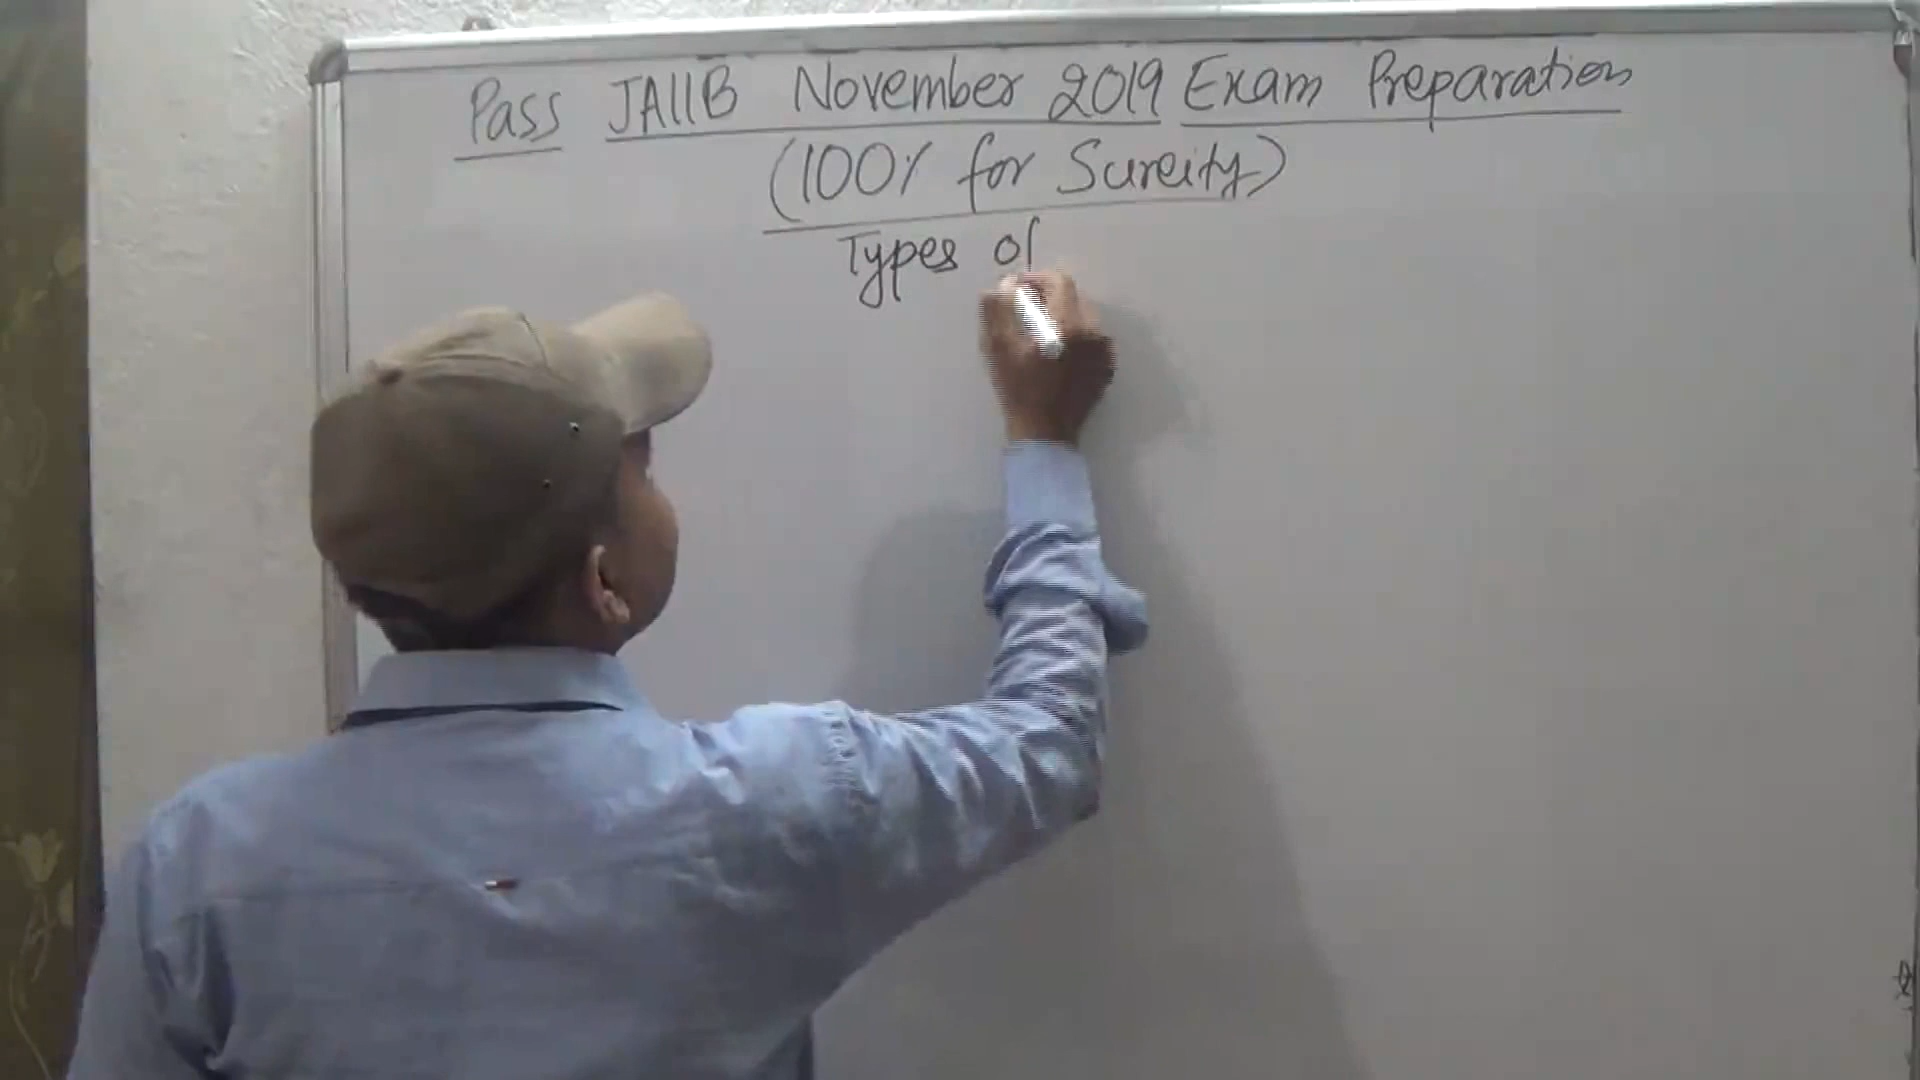 Pass JAIIB November 2019 Exam Preparation
(100% for Sureity)
Types of